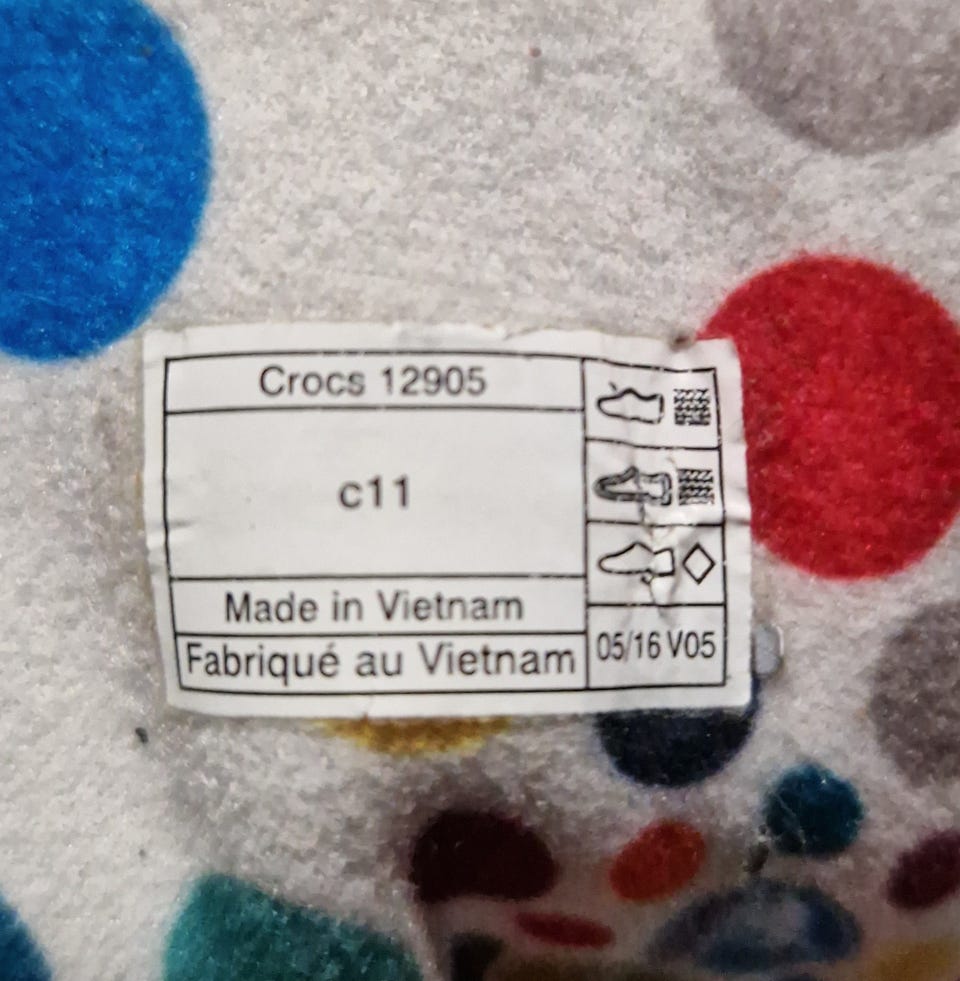 Crocs 12905
c11
Made in Vietnam
Fabriqué au Vietnam
05/16 V05